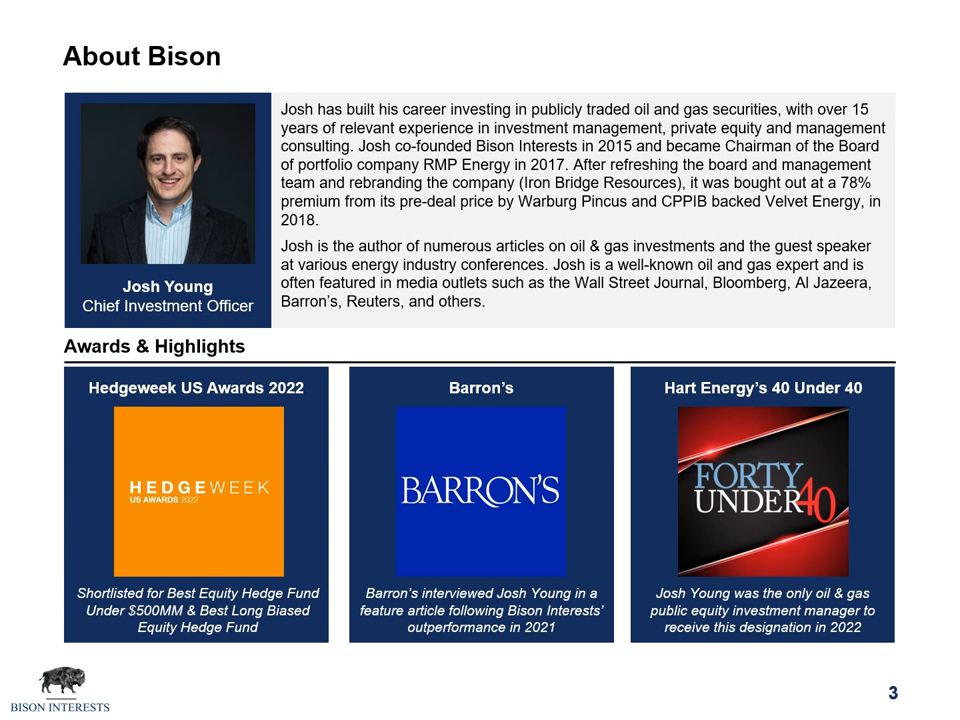 About Bison
Josh Young
Chief Investment Officer
Josh has built his career investing in publicly traded oil and gas securities, with over 15
years of relevant experience in investment management, private equity and management
consulting. Josh co-founded Bison Interests in 2015 and became Chairman of the Board
of portfolio company RMP Energy in 2017. After refreshing the board and management
team and rebranding the company (Iron Bridge Resources), it was bought out at a 78%
premium from its pre-deal price by Warburg Pincus and CPPIB backed Velvet Energy, in
2018.
Josh is the author of numerous articles on oil & gas investments and the guest speaker
at various energy industry conferences. Josh is a well-known oil and gas expert and is
often featured in media outlets such as the Wall Street Journal, Bloomberg, Al Jazeera,
Barron’s, Reuters, and others.
Awards & Highlights
Hedgeweek US Awards 2022
HEDGEWEEK
US AWARDS 2022
Shortlisted for Best Equity Hedge Fund
Under $500MM & Best Long Biased
Equity Hedge Fund
Barron’s
BARRON’S
Barron’s interviewed Josh Young in a
feature article following Bison Interests’
outperformance in 2021
Hart Energy’s 40 Under 40
FORTY
UNDER 40
Josh Young was the only oil & gas
public equity investment manager to
receive this designation in 2022
BISON INTERESTS
3